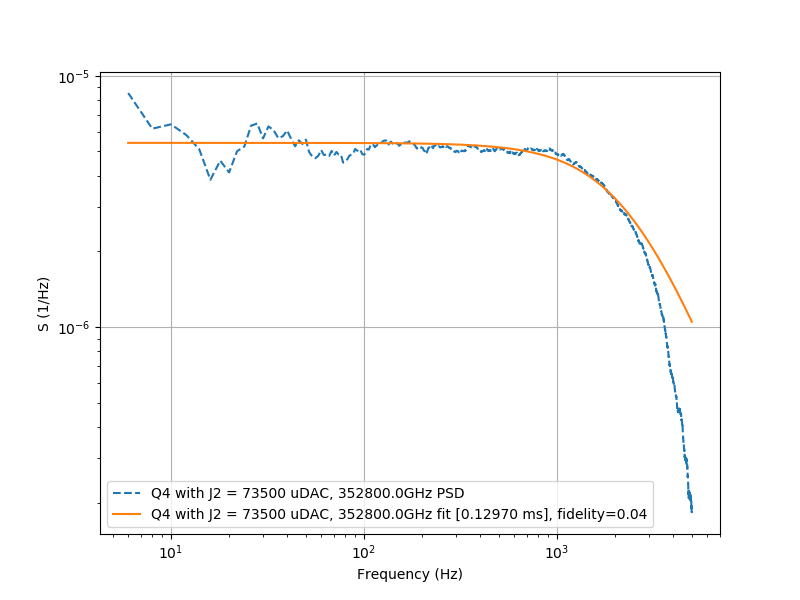 10⁻⁵
10⁻⁶
S (1/Hz)
Q4 with J2 = 73500 uDAC, 352800.0GHz PSD
Q4 with J2 = 73500 uDAC, 352800.0GHz fit [0.12970 ms], fidelity=0.04
10¹ 10² 10³
Frequency (Hz)